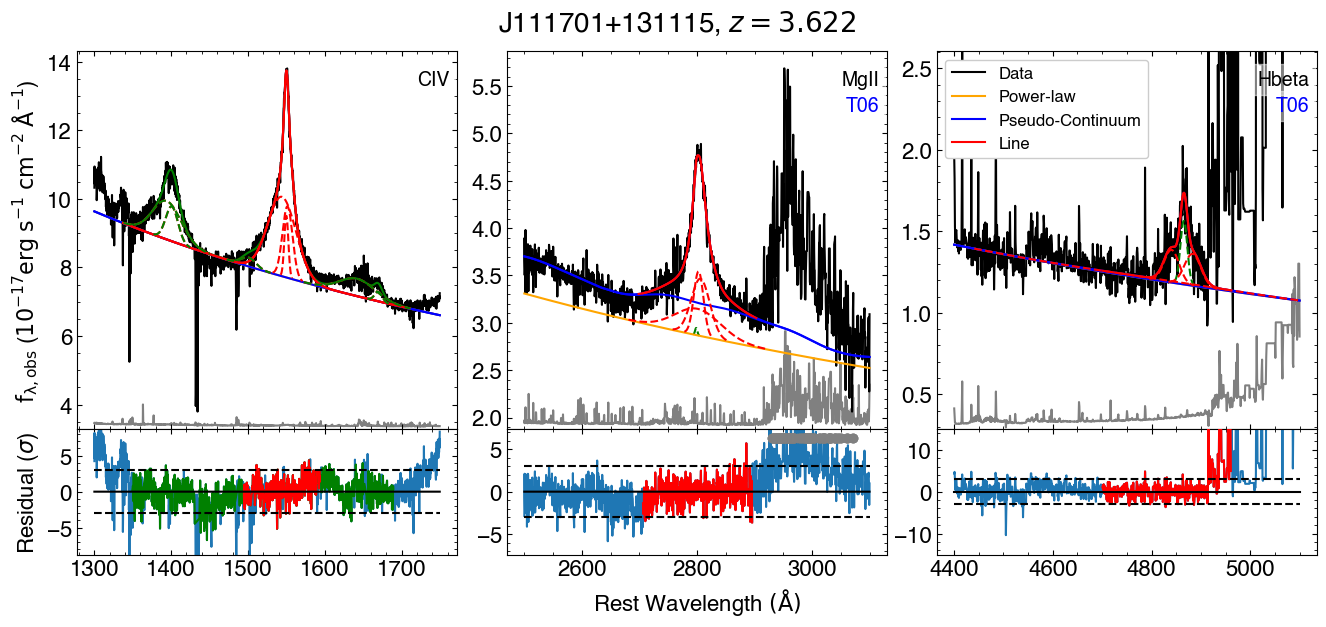 J111701+131115, z = 3.622
f_λ,obs (10^−17 erg s^−1 cm^−2 Å^−1)
14
12
10
8
6
4
CIV
5.5
5.0
4.5
4.0
3.5
3.0
2.5
2.0
MgII
T06
2.5
2.0
1.5
1.0
0.5
Data
Power-law
Pseudo-Continuum
Line
Hbeta
T06
Residual (σ)
5
0
−5
5
0
−5
10
0
−10
1300 1400 1500 1600 1700
2600 2800 3000
4400 4600 4800 5000
Rest Wavelength (Å)